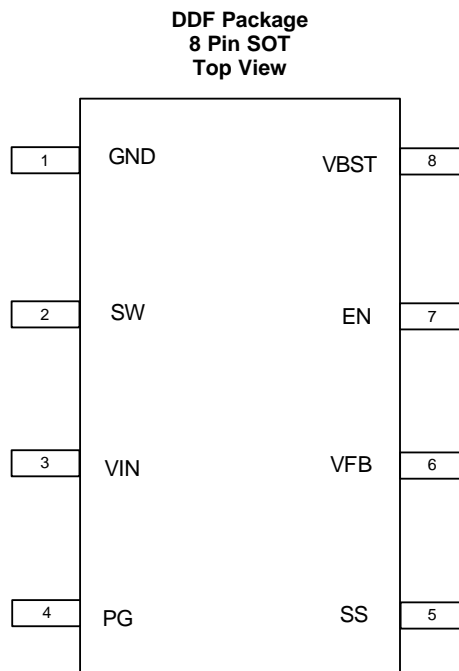 DDF Package
8 Pin SOT
Top View
1 GND VBST 8
2 SW EN 7
3 VIN VFB 6
4 PG SS 5